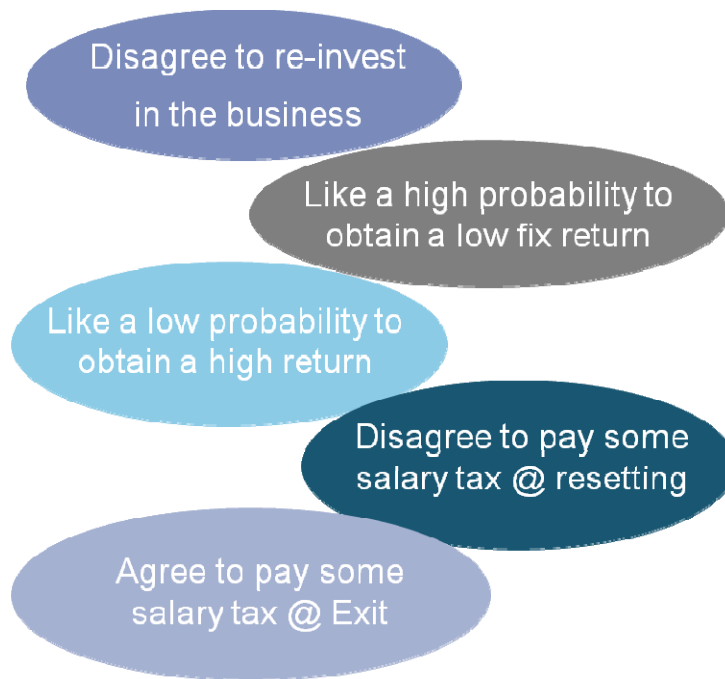 Disagree to re-invest
in the business
Like a high probability to
obtain a low fix return
Like a low probability to
obtain a high return
Disagree to pay some
salary tax @ resetting
Agree to pay some
salary tax @ Exit